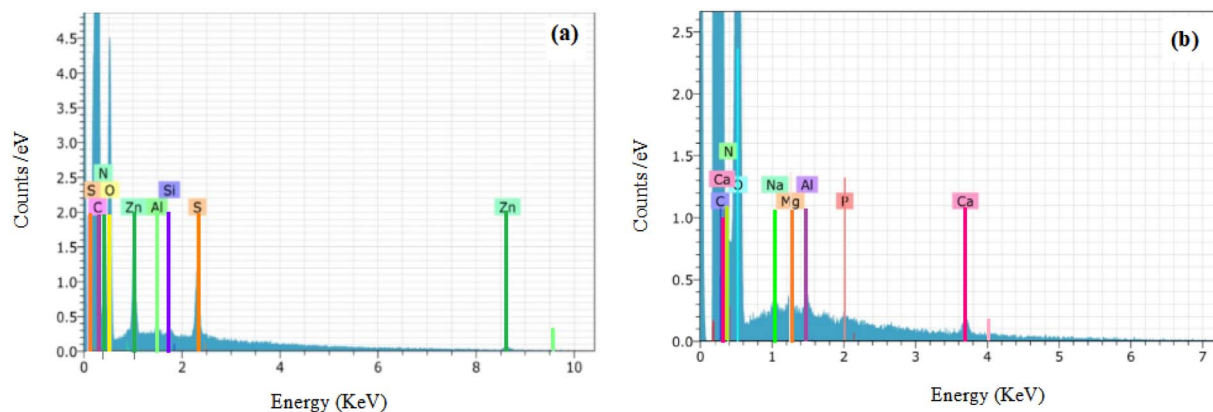 (a)
Counts /eV
4.5
4.0
3.5
3.0
2.5
2.0
1.5
1.0
0.5
0.0
N
S O Si
C Zn Al S Zn
0 2 4 6 8 10
Energy (KeV)
(b)
Counts /eV
2.5
2.0
1.5
1.0
0.5
0.0
N
Ca O Na Al
C Mg P Ca
0 1 2 3 4 5 6 7
Energy (KeV)